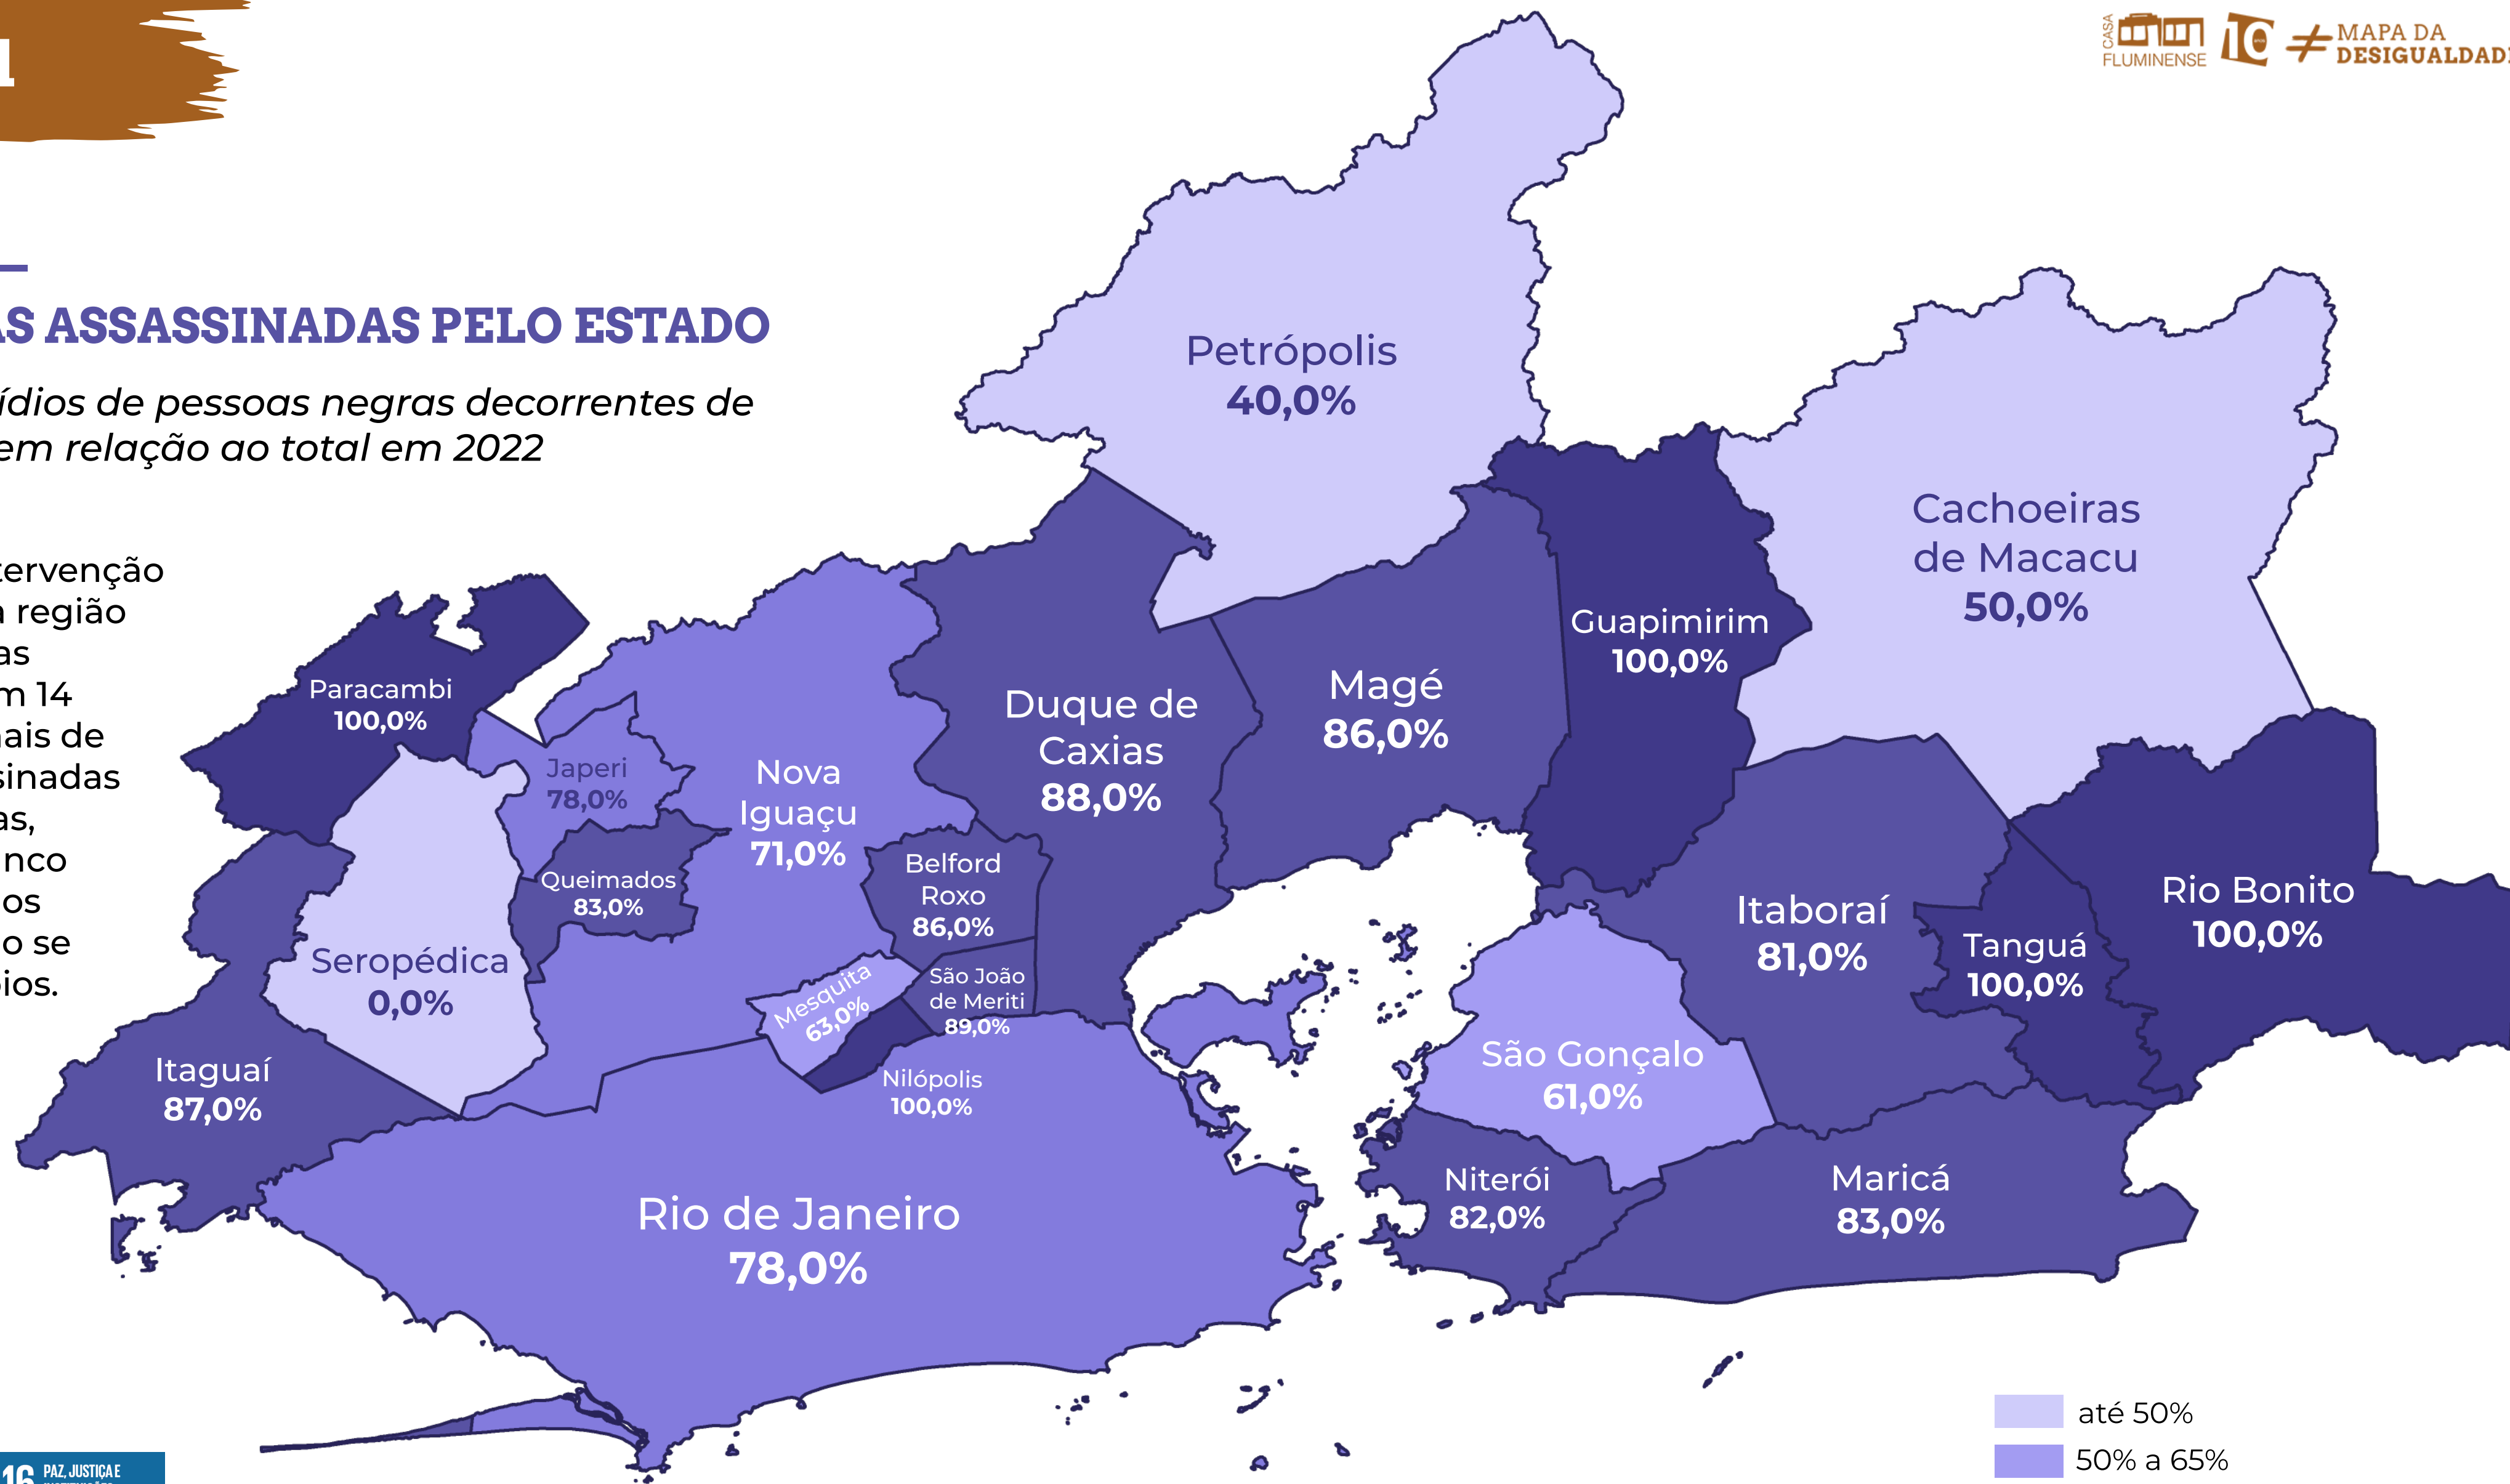 CASA
FLUMINENSE
10
ANOS
≠ MAPA DA
DESIGUALDADE
AS ASSASSINADAS PELO ESTADO
ídios de pessoas negras decorrentes de
em relação ao total em 2022
tervenção
a região
as
m 14
ais de
sinadas
as,
nco
os
o se
ios.
Petrópolis
40,0%
Cachoeiras
de Macacu
50,0%
Guapimirim
100,0%
Paracambi
100,0%
Magé
86,0%
Duque de
Caxias
88,0%
Japeri
78,0%
Nova
Iguaçu
71,0%
Queimados
83,0%
Belford
Roxo
86,0%
Rio Bonito
100,0%
Itaboraí
81,0%
Tanguá
100,0%
Seropédica
0,0%
Mesquita
63,0%
São João
de Meriti
89,0%
Itaguaí
87,0%
Nilópolis
100,0%
São Gonçalo
61,0%
Niterói
82,0%
Maricá
83,0%
Rio de Janeiro
78,0%
até 50%
50% a 65%
16 PAZ, JUSTIÇA E